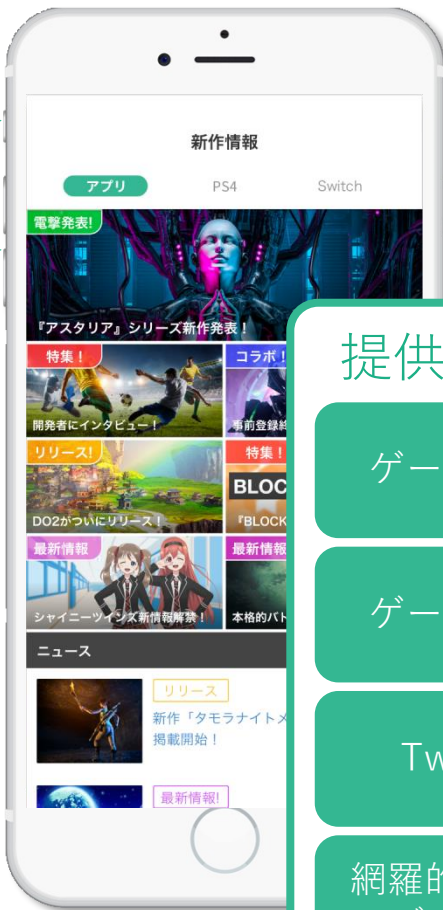 新作情報
アプリ
PS4
Switch
電撃発表!
『アスタリア』シリーズ新作発表！
特集！
開発者にインタビュー！
コラボ！
事前登録
リリース!
DO2がついにリリース！
特集！
BLOC
『BLOCK
最新情報
シャイニーツインズ新情報解禁！
最新情報
本格的バト
ニュース
リリース
新作「タモラナイトメ
掲載開始！
最新情報!
提供
ゲー
ゲー
Tw
網羅的